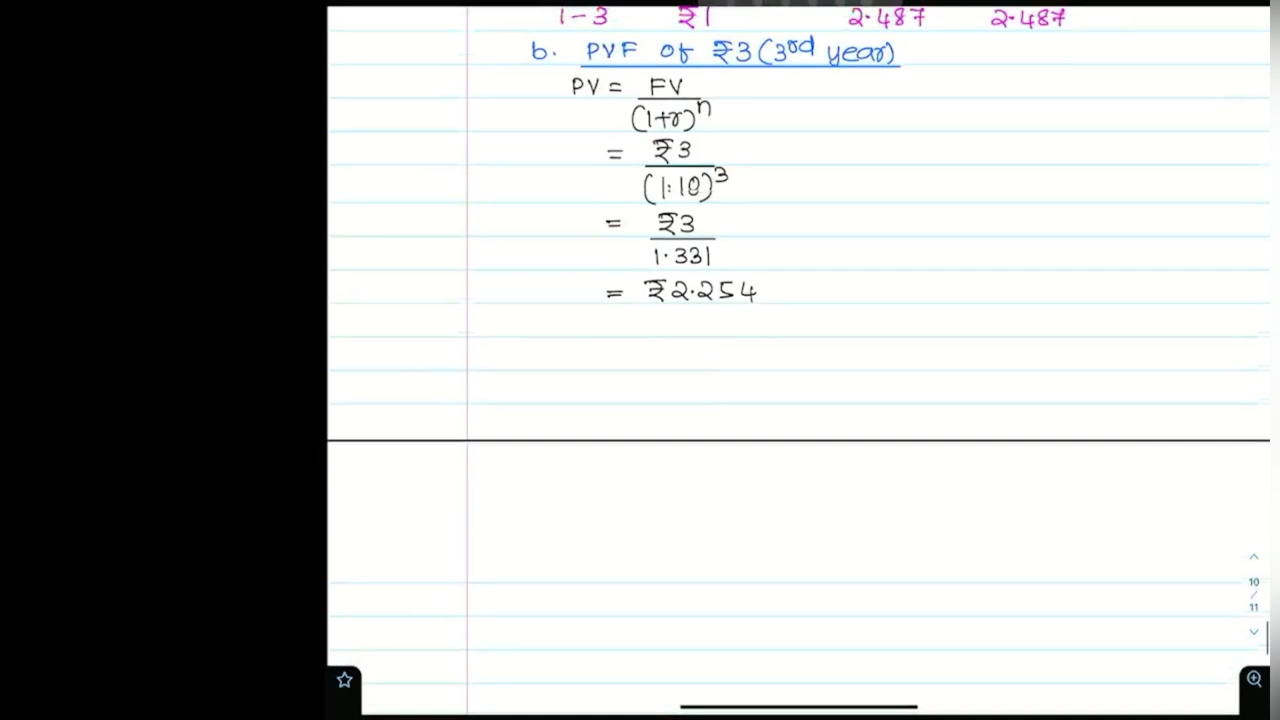 1-3 ₹1 2.487 2.487
b. PVF of ₹3 (3rd year)
PV = FV
(1+r)^n
= ₹3
(1.10)^3
= ₹3
1.331
= ₹2.254
10
/
11